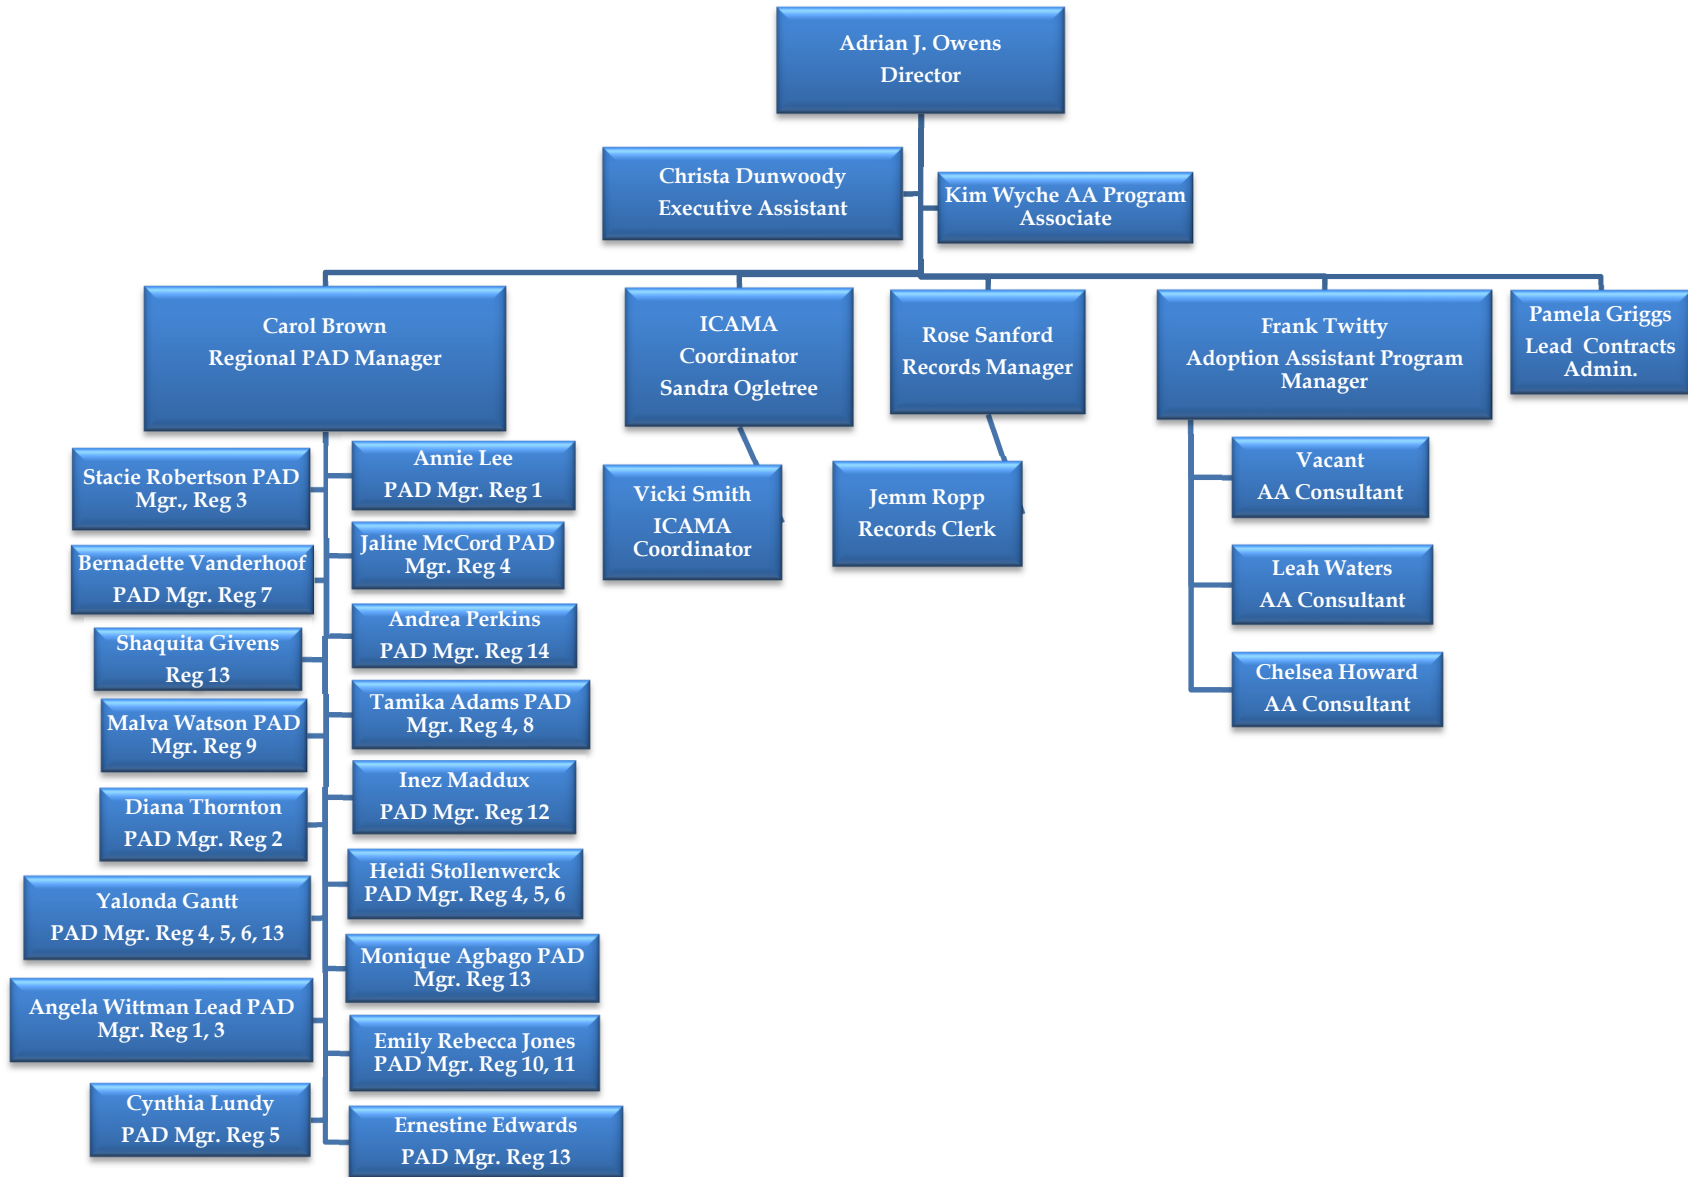 Adrian J. Owens
Director
Christa Dunwoody
Executive Assistant
Kim Wyche AA Program
Associate
Carol Brown
Regional PAD Manager
ICAMA
Coordinator
Sandra Ogletree
Rose Sanford
Records Manager
Frank Twitty
Adoption Assistant Program
Manager
Pamela Griggs
Lead Contracts
Admin.
Stacie Robertson PAD
Mgr., Reg 3
Annie Lee
PAD Mgr. Reg 1
Bernadette Vanderhoof
PAD Mgr. Reg 7
Jaline McCord PAD
Mgr. Reg 4
Shaquita Givens
Reg 13
Andrea Perkins
PAD Mgr. Reg 14
Malva Watson PAD
Mgr. Reg 9
Tamika Adams PAD
Mgr. Reg 4, 8
Diana Thornton
PAD Mgr. Reg 2
Inez Maddux
PAD Mgr. Reg 12
Yalonda Gantt
PAD Mgr. Reg 4, 5, 6, 13
Heidi Stollenwerck
PAD Mgr. Reg 4, 5, 6
Angela Wittman Lead PAD
Mgr. Reg 1, 3
Monique Agbago PAD
Mgr. Reg 13
Cynthia Lundy
PAD Mgr. Reg 5
Emily Rebecca Jones
PAD Mgr. Reg 10, 11
Ernestine Edwards
PAD Mgr. Reg 13
Vicki Smith
ICAMA
Coordinator
Jemm Ropp
Records Clerk
Vacant
AA Consultant
Leah Waters
AA Consultant
Chelsea Howard
AA Consultant